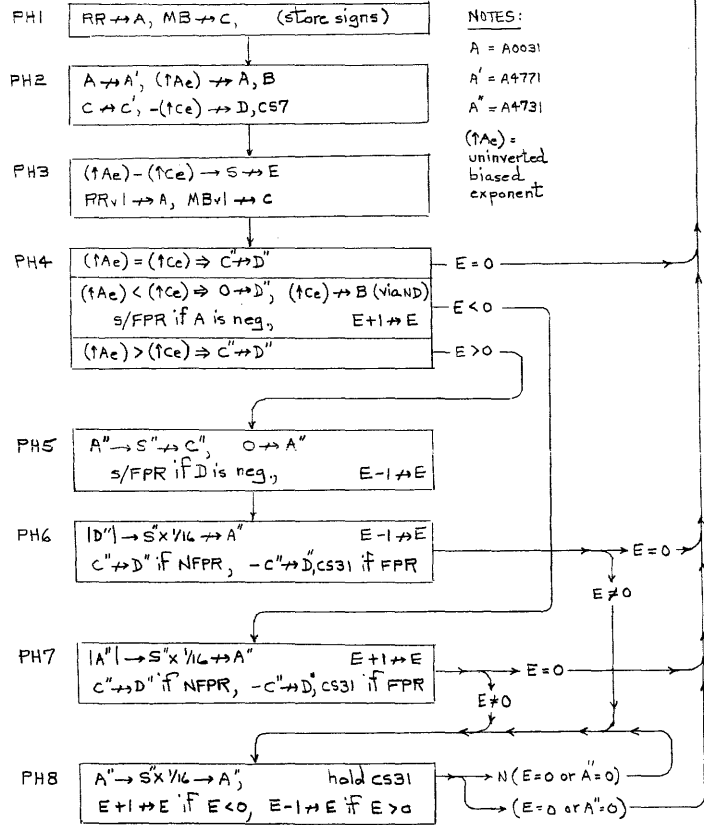 PH1
RR ↛ A, MB ↛ C, (store signs)
NOTES:
A = A0031
A' = A4771
A" = A4731
(↑Ae) =
uninverted
biased
exponent
PH2
A ↛ A', (↑Ae) ↛ A, B
C ↛ C', -(↑Ce) → D, CS7
PH3
(↑Ae) - (↑Ce) → S ↛ E
RRv1 ↛ A, MBv1 ↛ C
PH4
(↑Ae) = (↑Ce) ⇒ C" ↛ D"
E = 0
(↑Ae) < (↑Ce) ⇒ 0 ↛ D", (↑Ce) ↛ B (via ND)
s/FPR if A is neg., E+1 ↛ E
E < 0
(↑Ae) > (↑Ce) ⇒ C" ↛ D"
E > 0
PH5
A" → S" ↛ C", 0 ↛ A"
s/FPR if D is neg., E-1 ↛ E
PH6
|D"| → S" x 1/16 ↛ A" E-1 ↛ E
C" ↛ D" if NFPR, -C" ↛ D", CS31 if FPR
E = 0
E ≠ 0
PH7
|A"| → S" x 1/16 ↛ A" E+1 ↛ E
C" ↛ D" if NFPR, -C" ↛ D", CS31 if FPR
E = 0
E ≠ 0
PH8
A" → S" x 1/16 → A", hold CS31
E+1 ↛ E if E<0, E-1 ↛ E if E>0
N (E=0 or A"=0)
(E=0 or A"=0)